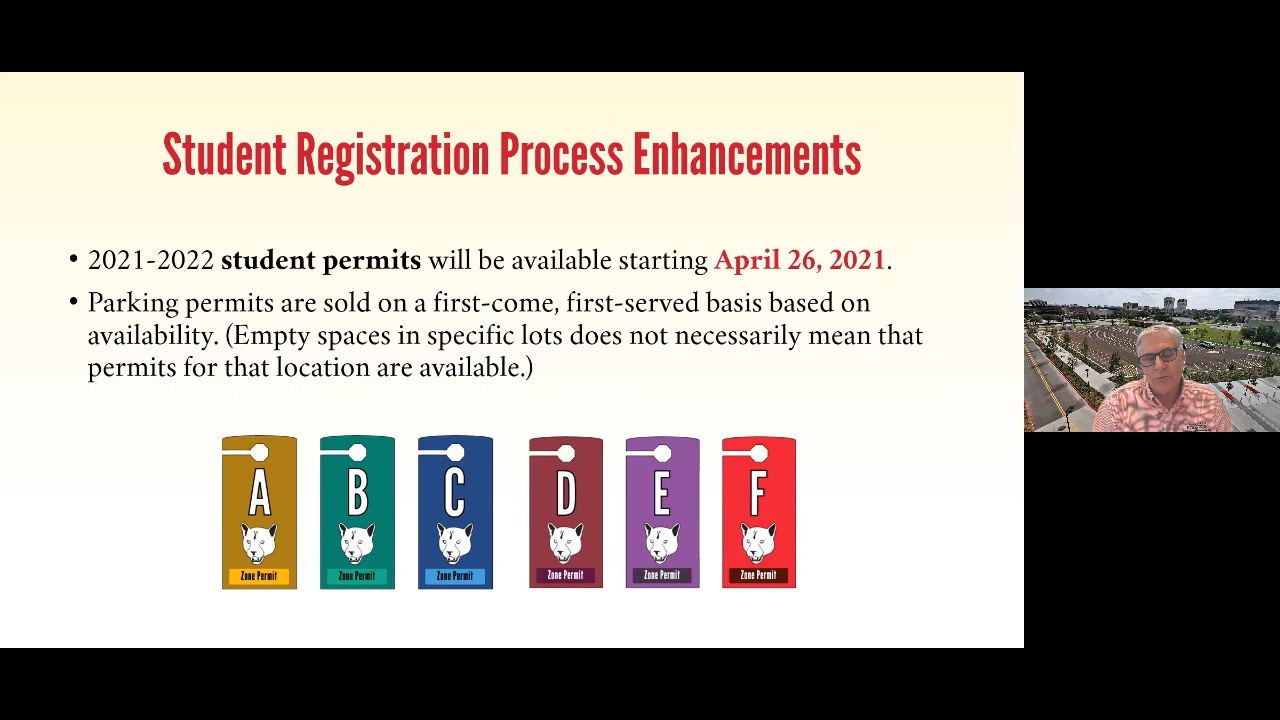 Student Registration Process Enhancements
• 2021-2022 student permits will be available starting April 26, 2021.
• Parking permits are sold on a first-come, first-served basis based on
availability. (Empty spaces in specific lots does not necessarily mean that
permits for that location are available.)
A B C D E F
Zone Permit Zone Permit Zone Permit Zone Permit Zone Permit Zone Permit